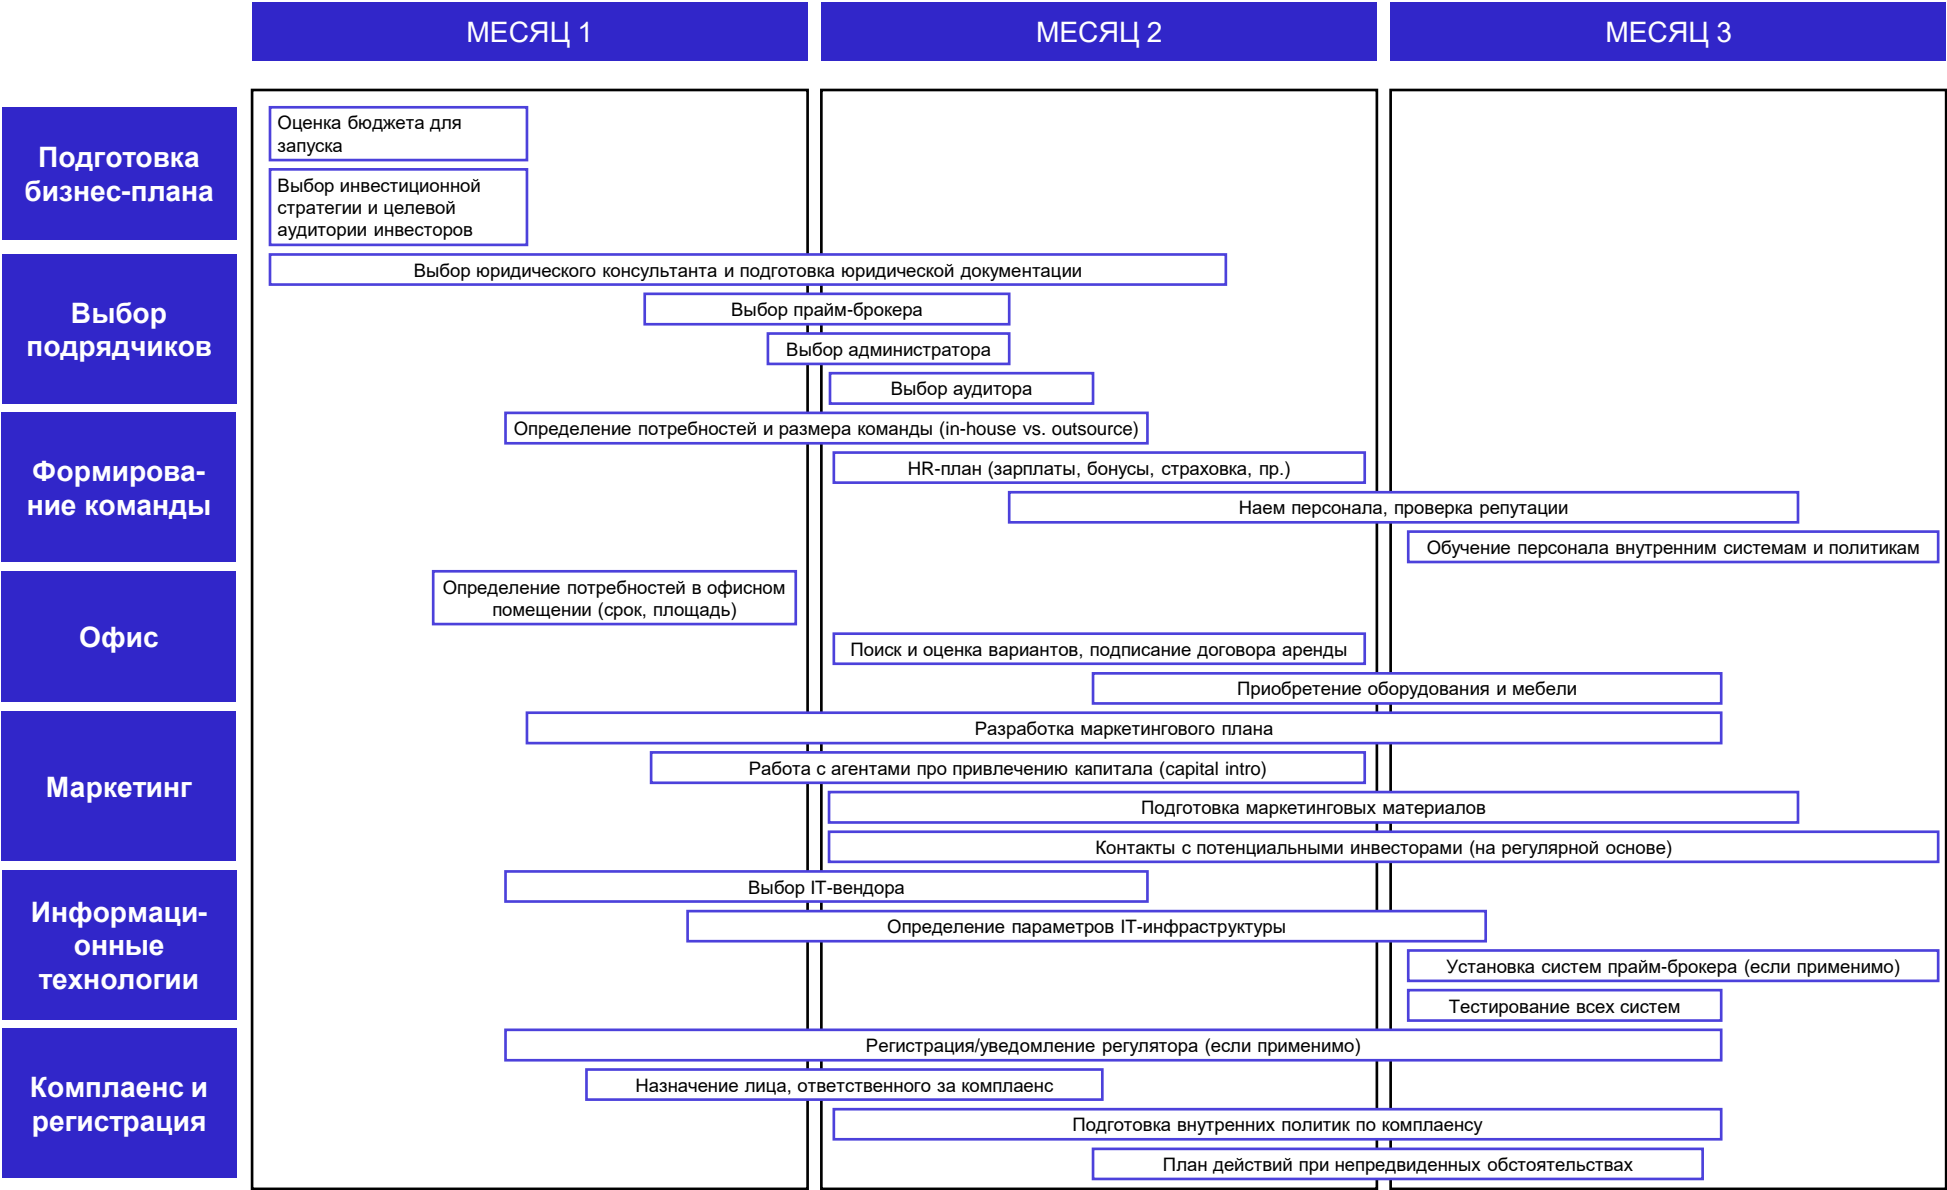 МЕСЯЦ 1
МЕСЯЦ 2
МЕСЯЦ 3
Подготовка
бизнес-плана
Оценка бюджета для
запуска
Выбор инвестиционной
стратегии и целевой
аудитории инвесторов
Выбор
подрядчиков
Выбор юридического консультанта и подготовка юридической документации
Выбор прайм-брокера
Выбор администратора
Выбор аудитора
Формирова-
ние команды
Определение потребностей и размера команды (in-house vs. outsource)
HR-план (зарплаты, бонусы, страховка, пр.)
Наем персонала, проверка репутации
Обучение персонала внутренним системам и политикам
Офис
Определение потребностей в офисном
помещении (срок, площадь)
Поиск и оценка вариантов, подписание договора аренды
Приобретение оборудования и мебели
Маркетинг
Разработка маркетингового плана
Работа с агентами про привлечению капитала (capital intro)
Подготовка маркетинговых материалов
Контакты с потенциальными инвесторами (на регулярной основе)
Информаци-
онные
технологии
Выбор IT-вендора
Определение параметров IT-инфраструктуры
Установка систем прайм-брокера (если применимо)
Тестирование всех систем
Комплаенс и
регистрация
Регистрация/уведомление регулятора (если применимо)
Назначение лица, ответственного за комплаенс
Подготовка внутренних политик по комплаенсу
План действий при непредвиденных обстоятельствах